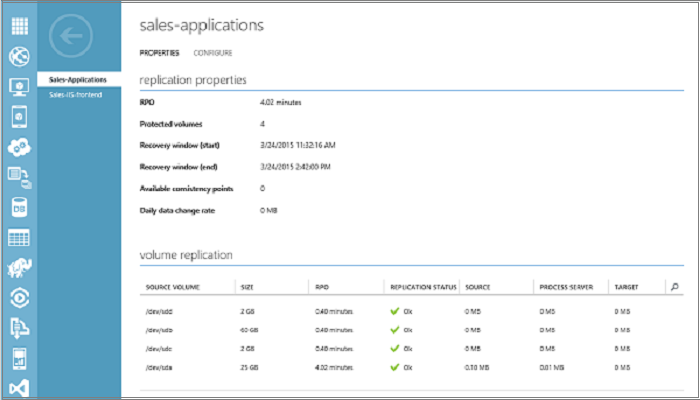 sales-applications
PROPERTIES CONFIGURE
Sales-Applications
Sales-IIS-frontend
replication properties
RPO 4.02 minutes
Protected volumes 4
Recovery window (start) 3/24/2015 11:32:16 AM
Recovery window (end) 3/24/2015 2:42:00 PM
Available consistency points 0
Daily data change rate 0 MB
volume replication
SOURCE VOLUME SIZE RPO REPLICATION STATUS SOURCE PROCESS SERVER TARGET
/dev/sdd 2 GB 0.40 minutes Ok 0 MB 0 MB 0 MB
/dev/sdb 60 GB 0.40 minutes Ok 0 MB 0 MB 0 MB
/dev/sdc 2 GB 0.40 minutes Ok 0 MB 0 MB 0 MB
/dev/sda 25 GB 4.02 minutes Ok 0.01 MB 0 MB
DB